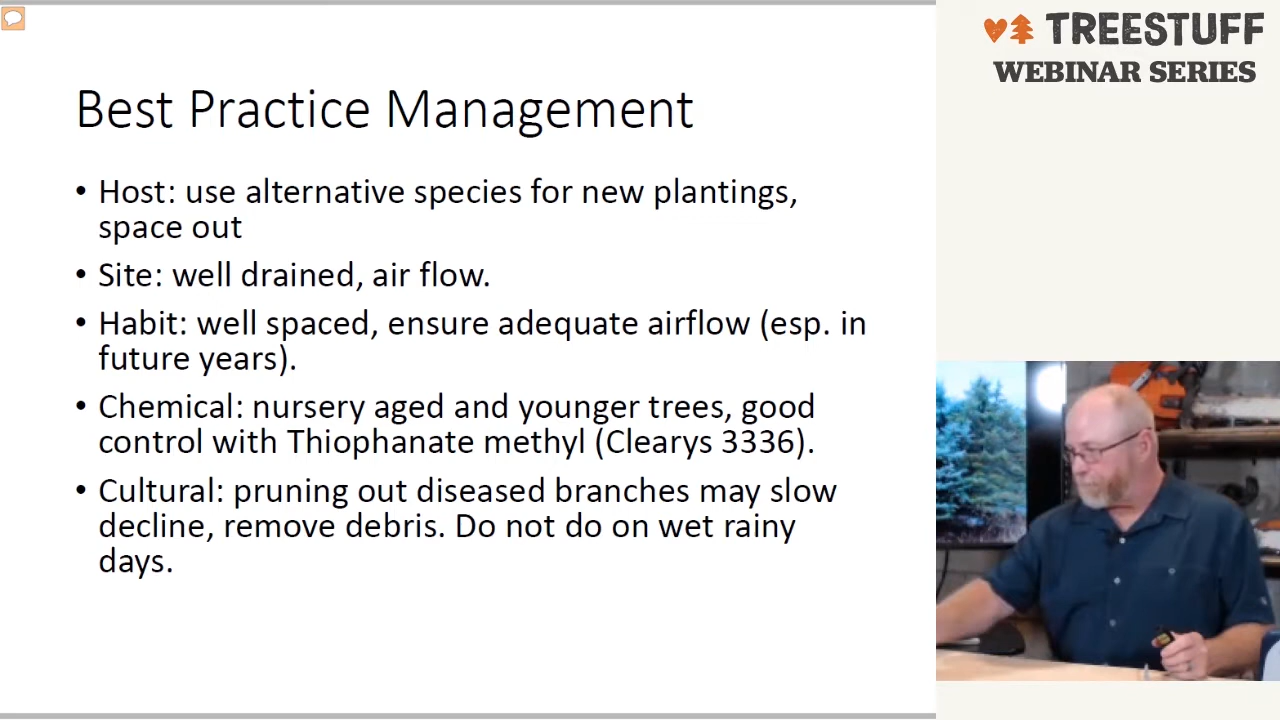 Best Practice Management
• Host: use alternative species for new plantings,
space out
• Site: well drained, air flow.
• Habit: well spaced, ensure adequate airflow (esp. in
future years).
• Chemical: nursery aged and younger trees, good
control with Thiophanate methyl (Clearys 3336).
• Cultural: pruning out diseased branches may slow
decline, remove debris. Do not do on wet rainy
days.
TREESTUFF
WEBINAR SERIES